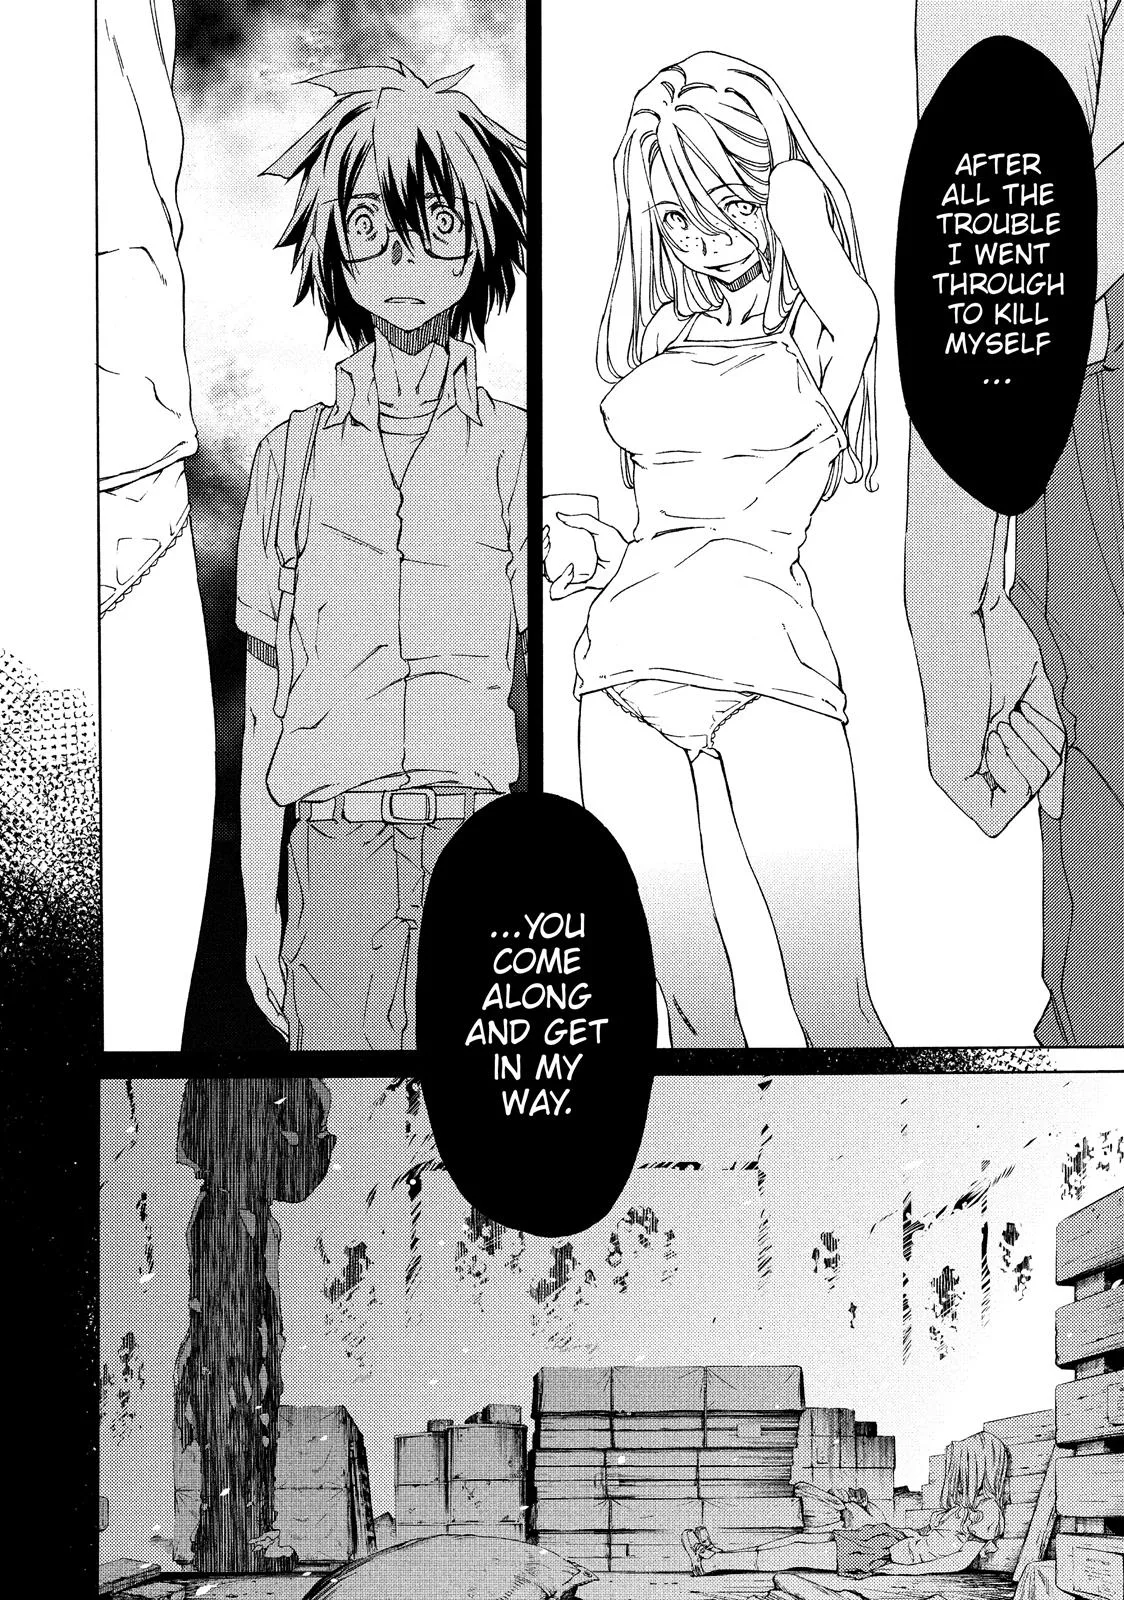 AFTER
ALL THE
TROUBLE
I WENT
THROUGH
TO KILL
MYSELF
...
...YOU
COME
ALONG
AND GET
IN MY
WAY.